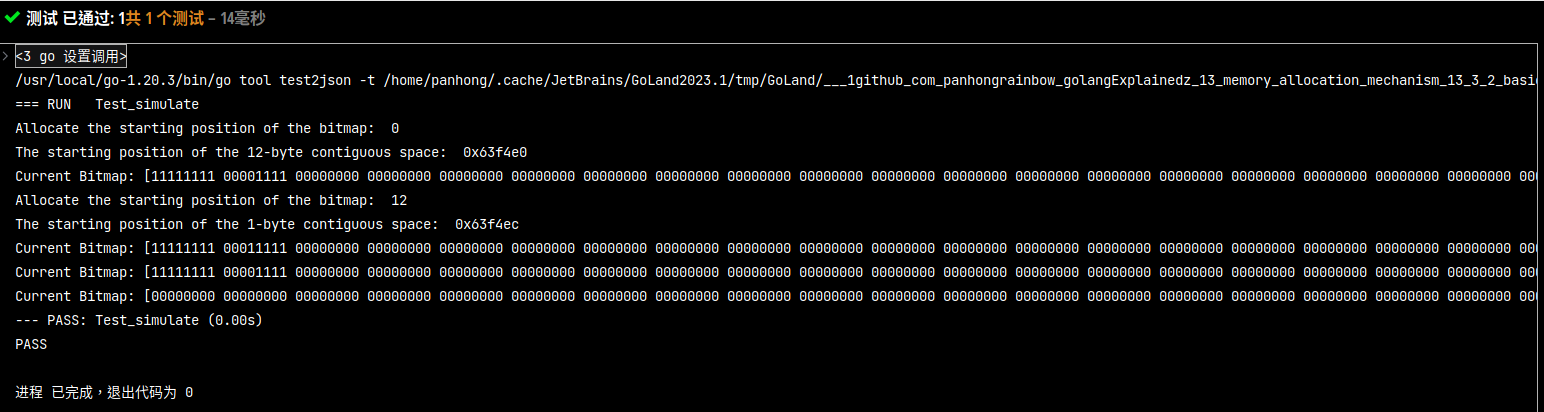 测试 已通过: 1共 1 个测试 – 14毫秒
<3 go 设置调用>
/usr/local/go-1.20.3/bin/go tool test2json -t /home/panhong/.cache/JetBrains/GoLand2023.1/tmp/GoLand/___1github_com_panhongrainbow_golangExplainedz_13_memory_allocation_mechanism_13_3_2_basi
=== RUN   Test_simulate
Allocate the starting position of the bitmap:  0
The starting position of the 12-byte contiguous space:  0x63f4e0
Current Bitmap: [11111111 00001111 00000000 00000000 00000000 00000000 00000000 00000000 00000000 00000000 00000000 00000000 00000000 00000000 00000000 00000000 00000000 00000000 00000000 00
Allocate the starting position of the bitmap:  12
The starting position of the 1-byte contiguous space:  0x63f4ec
Current Bitmap: [11111111 00011111 00000000 00000000 00000000 00000000 00000000 00000000 00000000 00000000 00000000 00000000 00000000 00000000 00000000 00000000 00000000 00000000 00000000 00
Current Bitmap: [11111111 00001111 00000000 00000000 00000000 00000000 00000000 00000000 00000000 00000000 00000000 00000000 00000000 00000000 00000000 00000000 00000000 00000000 00000000 00
Current Bitmap: [00000000 00000000 00000000 00000000 00000000 00000000 00000000 00000000 00000000 00000000 00000000 00000000 00000000 00000000 00000000 00000000 00000000 00000000 00000000 00
--- PASS: Test_simulate (0.00s)
PASS
进程 已完成，退出代码为 0